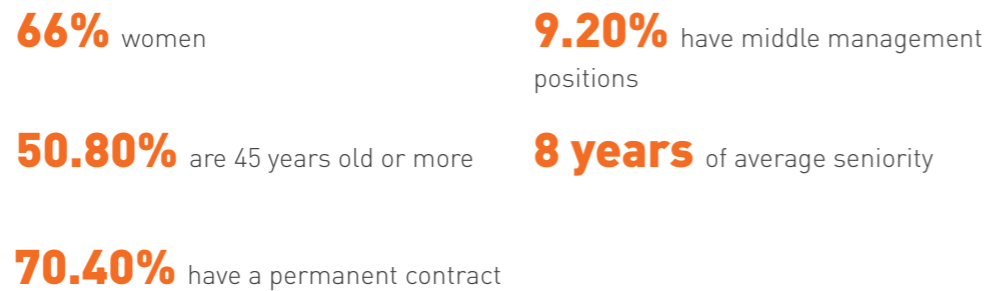 66% women
9.20% have middle management
positions
50.80% are 45 years old or more
8 years of average seniority
70.40% have a permanent contract